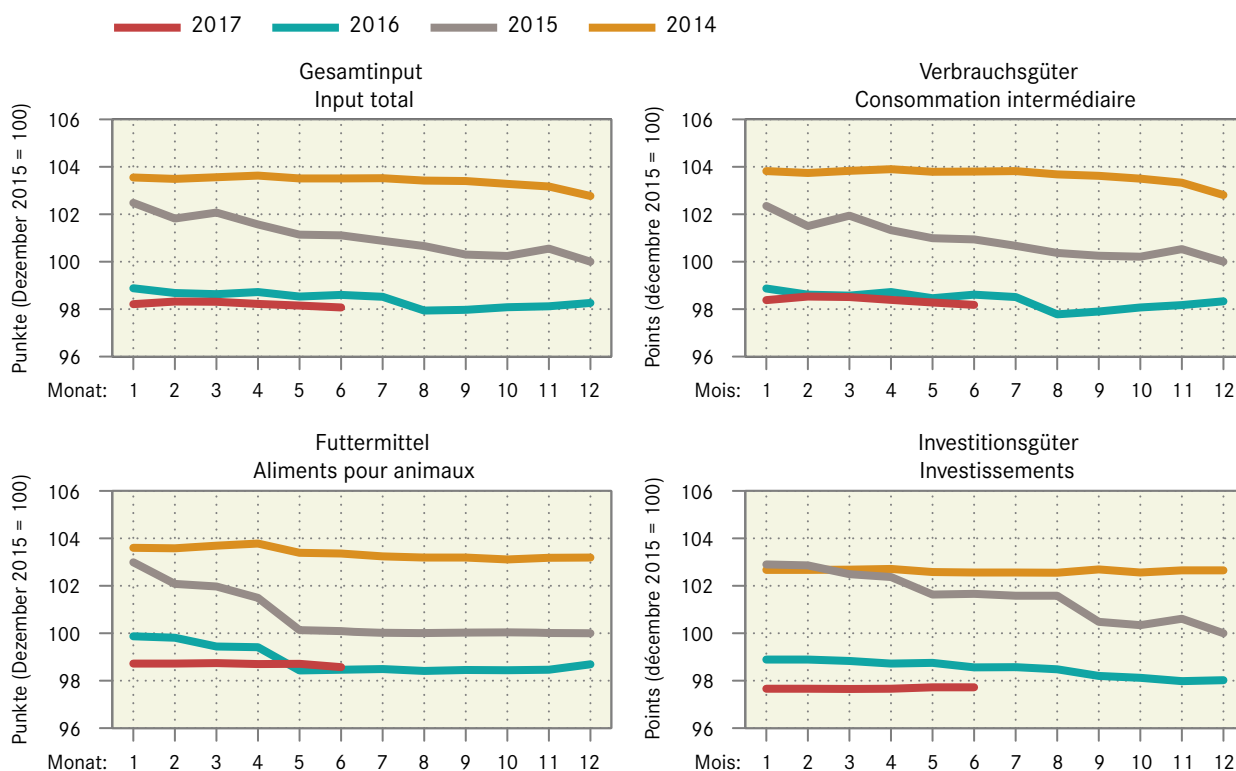 2017 2016 2015 2014
Gesamtinput
Input total
Punkte (Dezember 2015 = 100)
106
104
102
100
98
96
Monat: 1 2 3 4 5 6 7 8 9 10 11 12
Verbrauchsgüter
Consommation intermédiaire
Points (décembre 2015 = 100)
106
104
102
100
98
96
Mois: 1 2 3 4 5 6 7 8 9 10 11 12
Futtermittel
Aliments pour animaux
Punkte (Dezember 2015 = 100)
106
104
102
100
98
96
Monat: 1 2 3 4 5 6 7 8 9 10 11 12
Investitionsgüter
Investissements
Points (décembre 2015 = 100)
106
104
102
100
98
96
Mois: 1 2 3 4 5 6 7 8 9 10 11 12